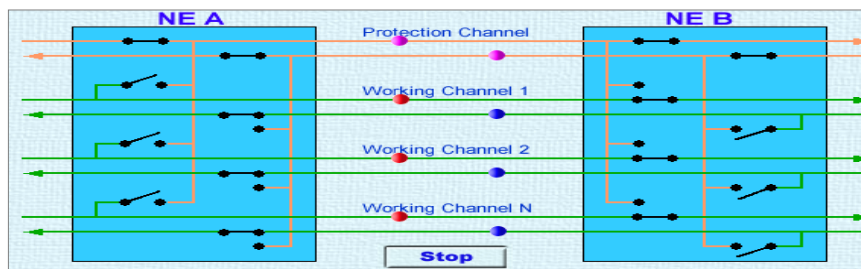 NE A
NE B
Protection Channel
Working Channel 1
Working Channel 2
Working Channel N
Stop